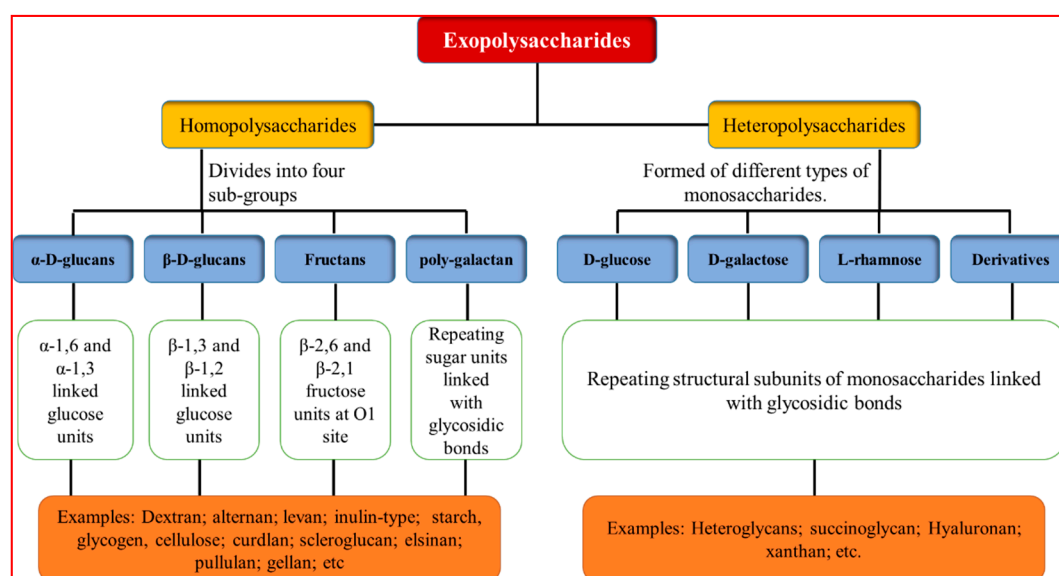 Exopolysaccharides
Homopolysaccharides
Heteropolysaccharides
Divides into four
sub-groups
Formed of different types of
monosaccharides.
α-D-glucans
β-D-glucans
Fructans
poly-galactan
D-glucose
D-galactose
L-rhamnose
Derivatives
α-1,6 and
α-1,3
linked
glucose
units
β-1,3 and
β-1,2
linked
glucose
units
β-2,6 and
β-2,1
fructose
units at O1
site
Repeating
sugar units
linked
with
glycosidic
bonds
Repeating structural subunits of monosaccharides linked
with glycosidic bonds
Examples: Dextran; alternan; levan; inulin-type; starch,
glycogen, cellulose; curdlan; scleroglucan; elsinan;
pullulan; gellan; etc
Examples: Heteroglycans; succinoglycan; Hyaluronan;
xanthan; etc.